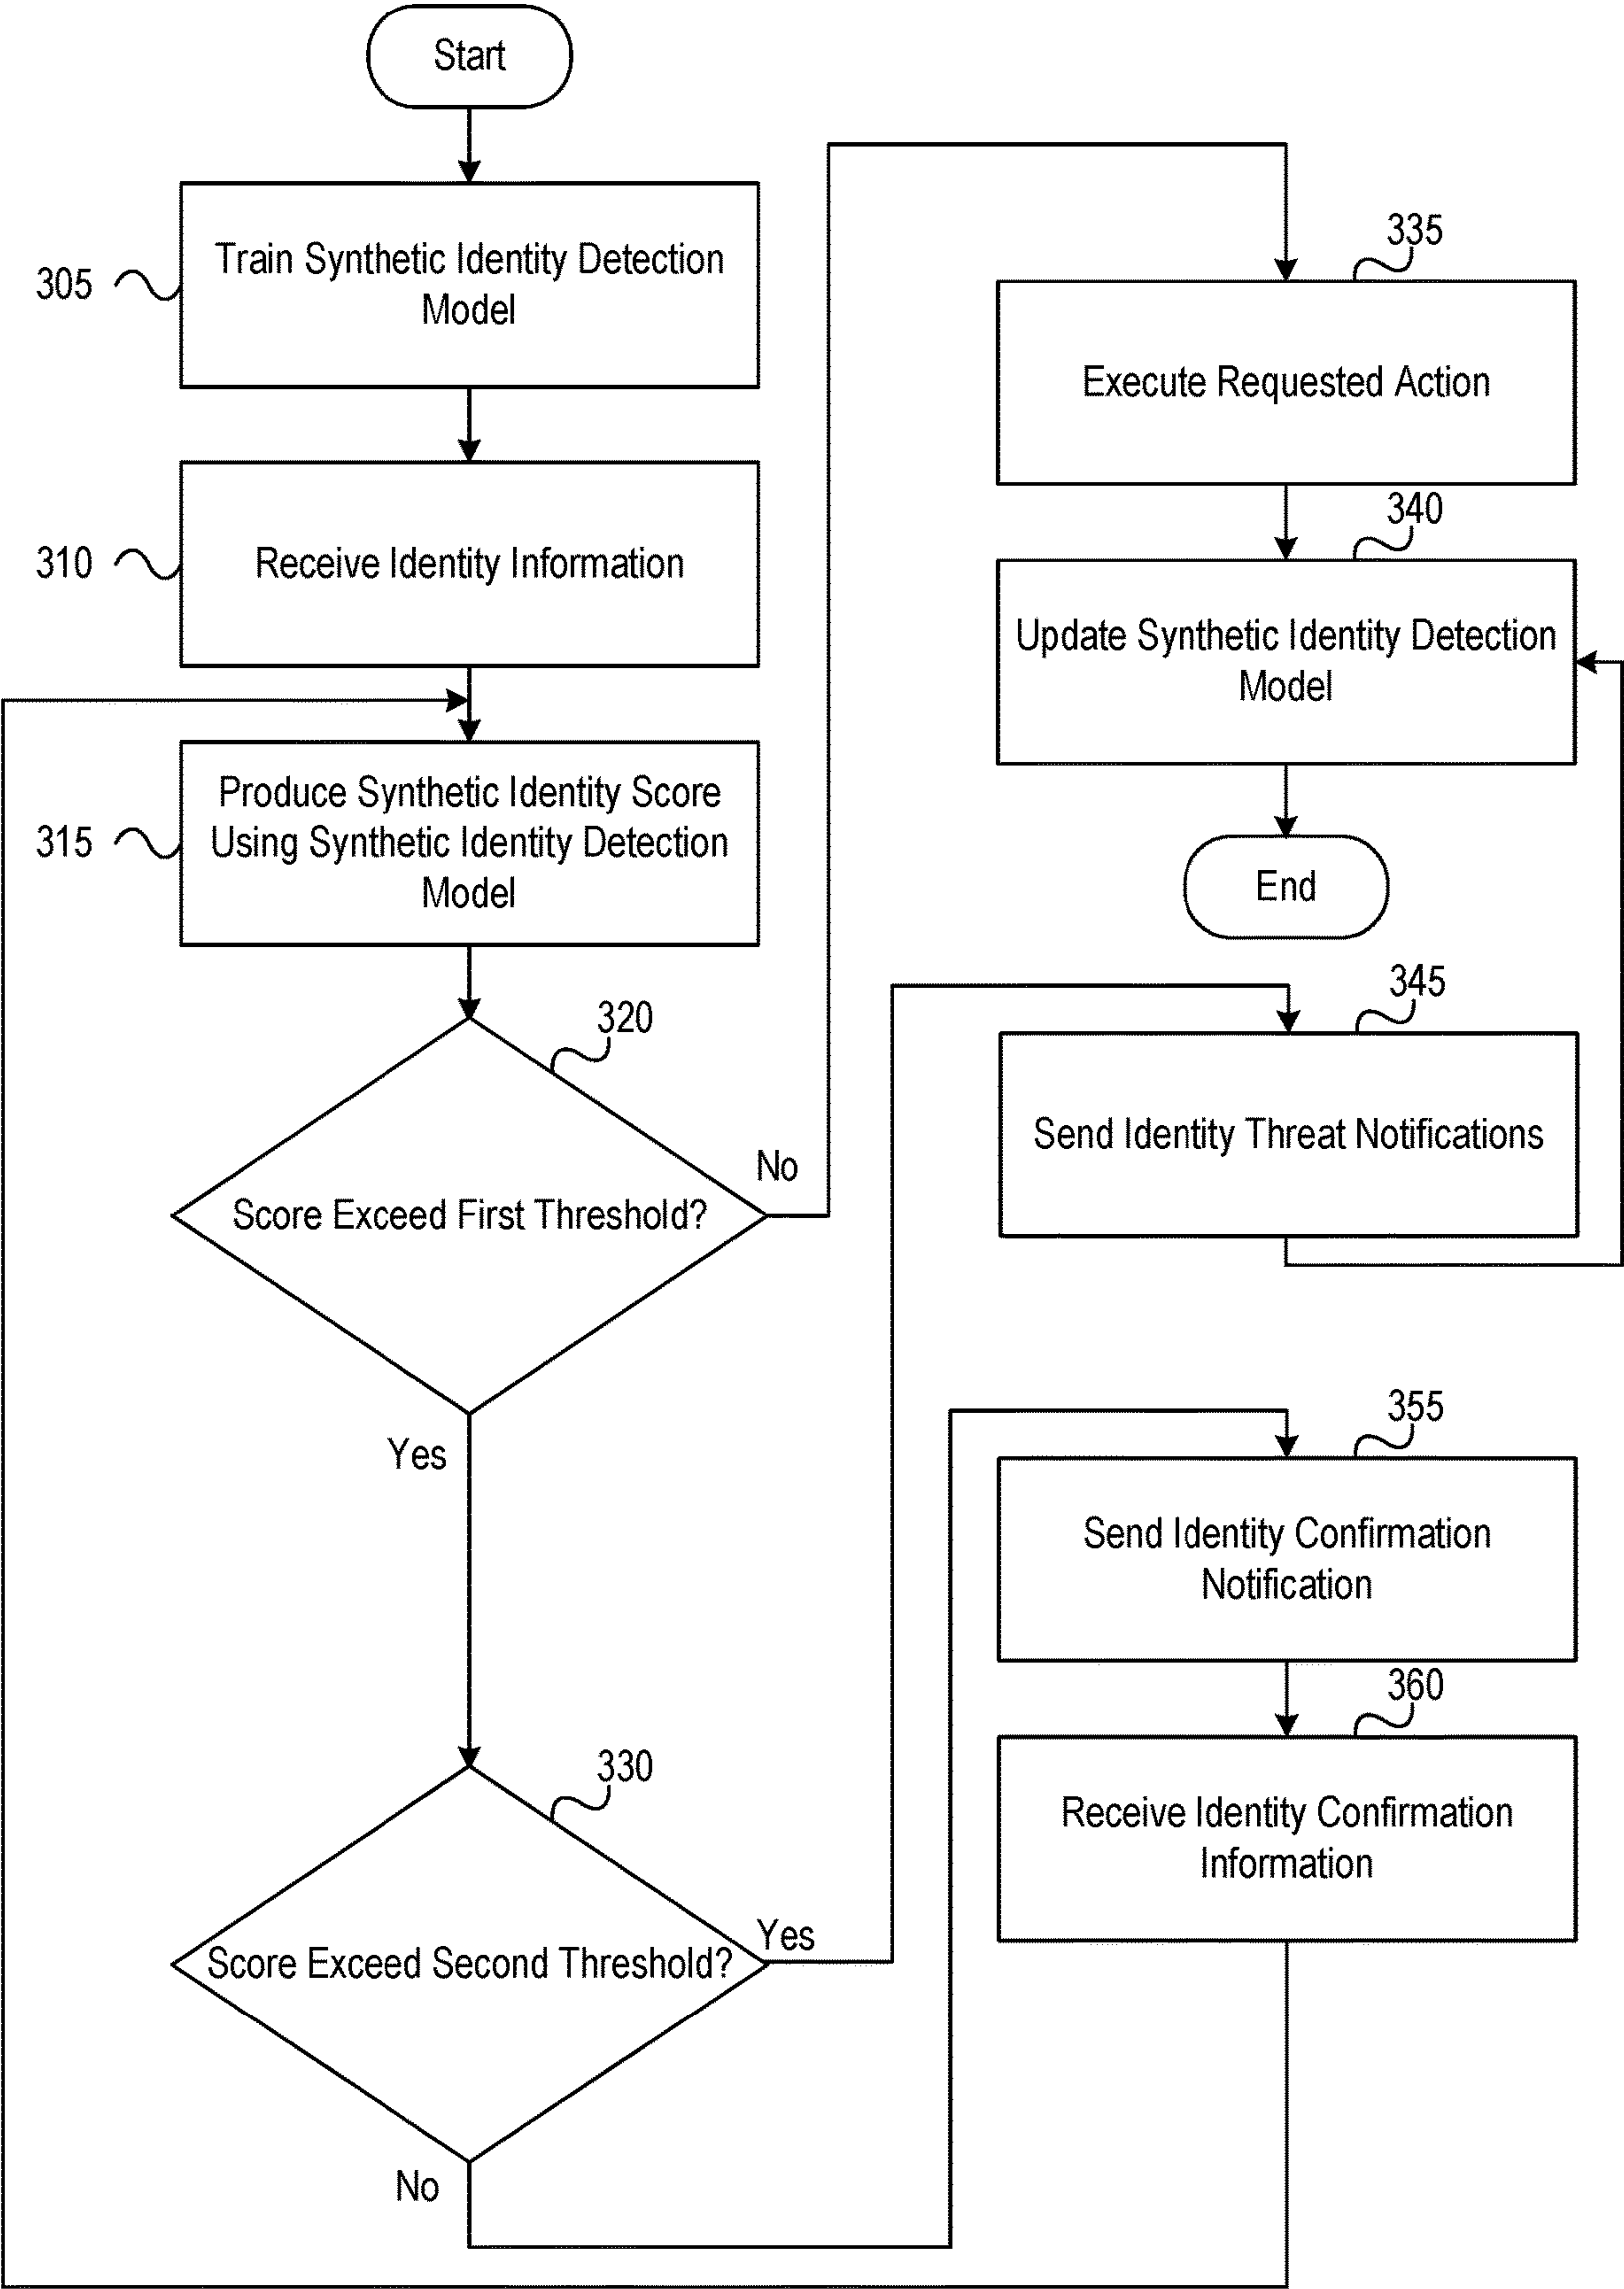 Start
305
Train Synthetic Identity Detection
Model
310
Receive Identity Information
315
Produce Synthetic Identity Score
Using Synthetic Identity Detection
Model
320
Score Exceed First Threshold?
No
Yes
330
Score Exceed Second Threshold?
Yes
No
335
Execute Requested Action
340
Update Synthetic Identity Detection
Model
End
345
Send Identity Threat Notifications
355
Send Identity Confirmation
Notification
360
Receive Identity Confirmation
Information